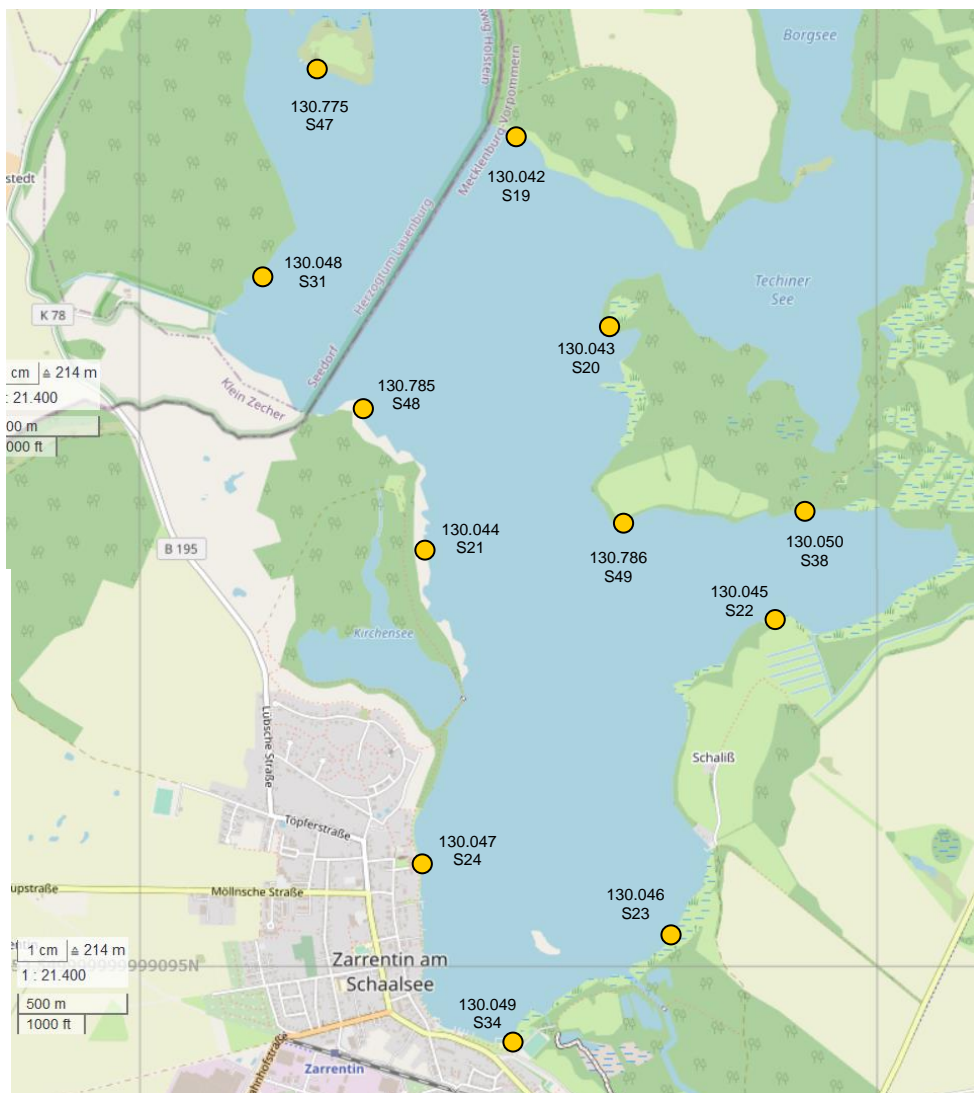 Borgsee
wig Holstein
Mecklenburg-Vorpommern
130.775
S47
130.042
S19
stedt
Herzogtum Lauenburg
130.048
S31
Techiner
See
K 78
130.043
S20
Seedorf
cm ≙ 214 m
: 21.400
00 m
000 ft
Klein Zecher
130.785
S48
B 195
130.044
S21
130.786
S49
130.050
S38
130.045
S22
Kirchensee
Lübsche Straße
Schaliß
Töpferstraße
130.047
S24
upstraße
Möllnsche Straße
130.046
S23
1 cm ≙ 214 m
9999999999095N
1 : 21.400
500 m
1000 ft
Zarrentin am
Schaalsee
130.049
S34
ahnhofstraße
Zarrentin